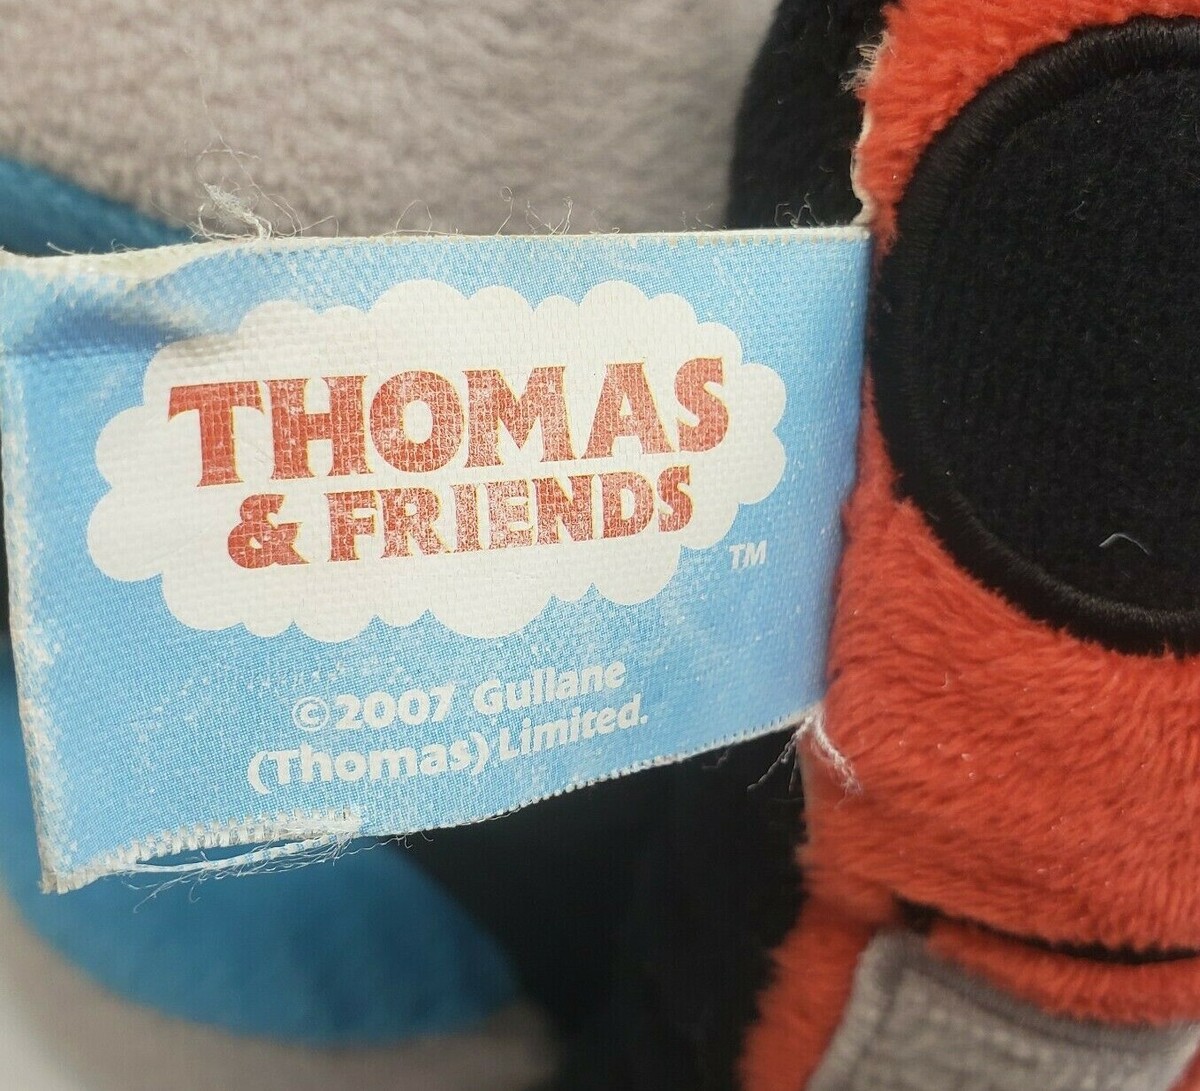 THOMAS
& FRIENDS
TM
©2007 Gullane
(Thomas) Limited.